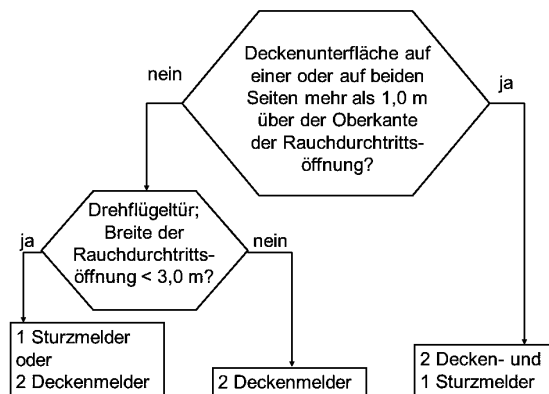 Deckenunterfläche auf
einer oder auf beiden
Seiten mehr als 1,0 m
über der Oberkante
der Rauchdurchtritts-
öffnung?
nein
ja
Drehflügeltür;
Breite der
Rauchdurchtritts-
öffnung < 3,0 m?
ja
nein
1 Sturzmelder
oder
2 Deckenmelder
2 Deckenmelder
2 Decken- und
1 Sturzmelder